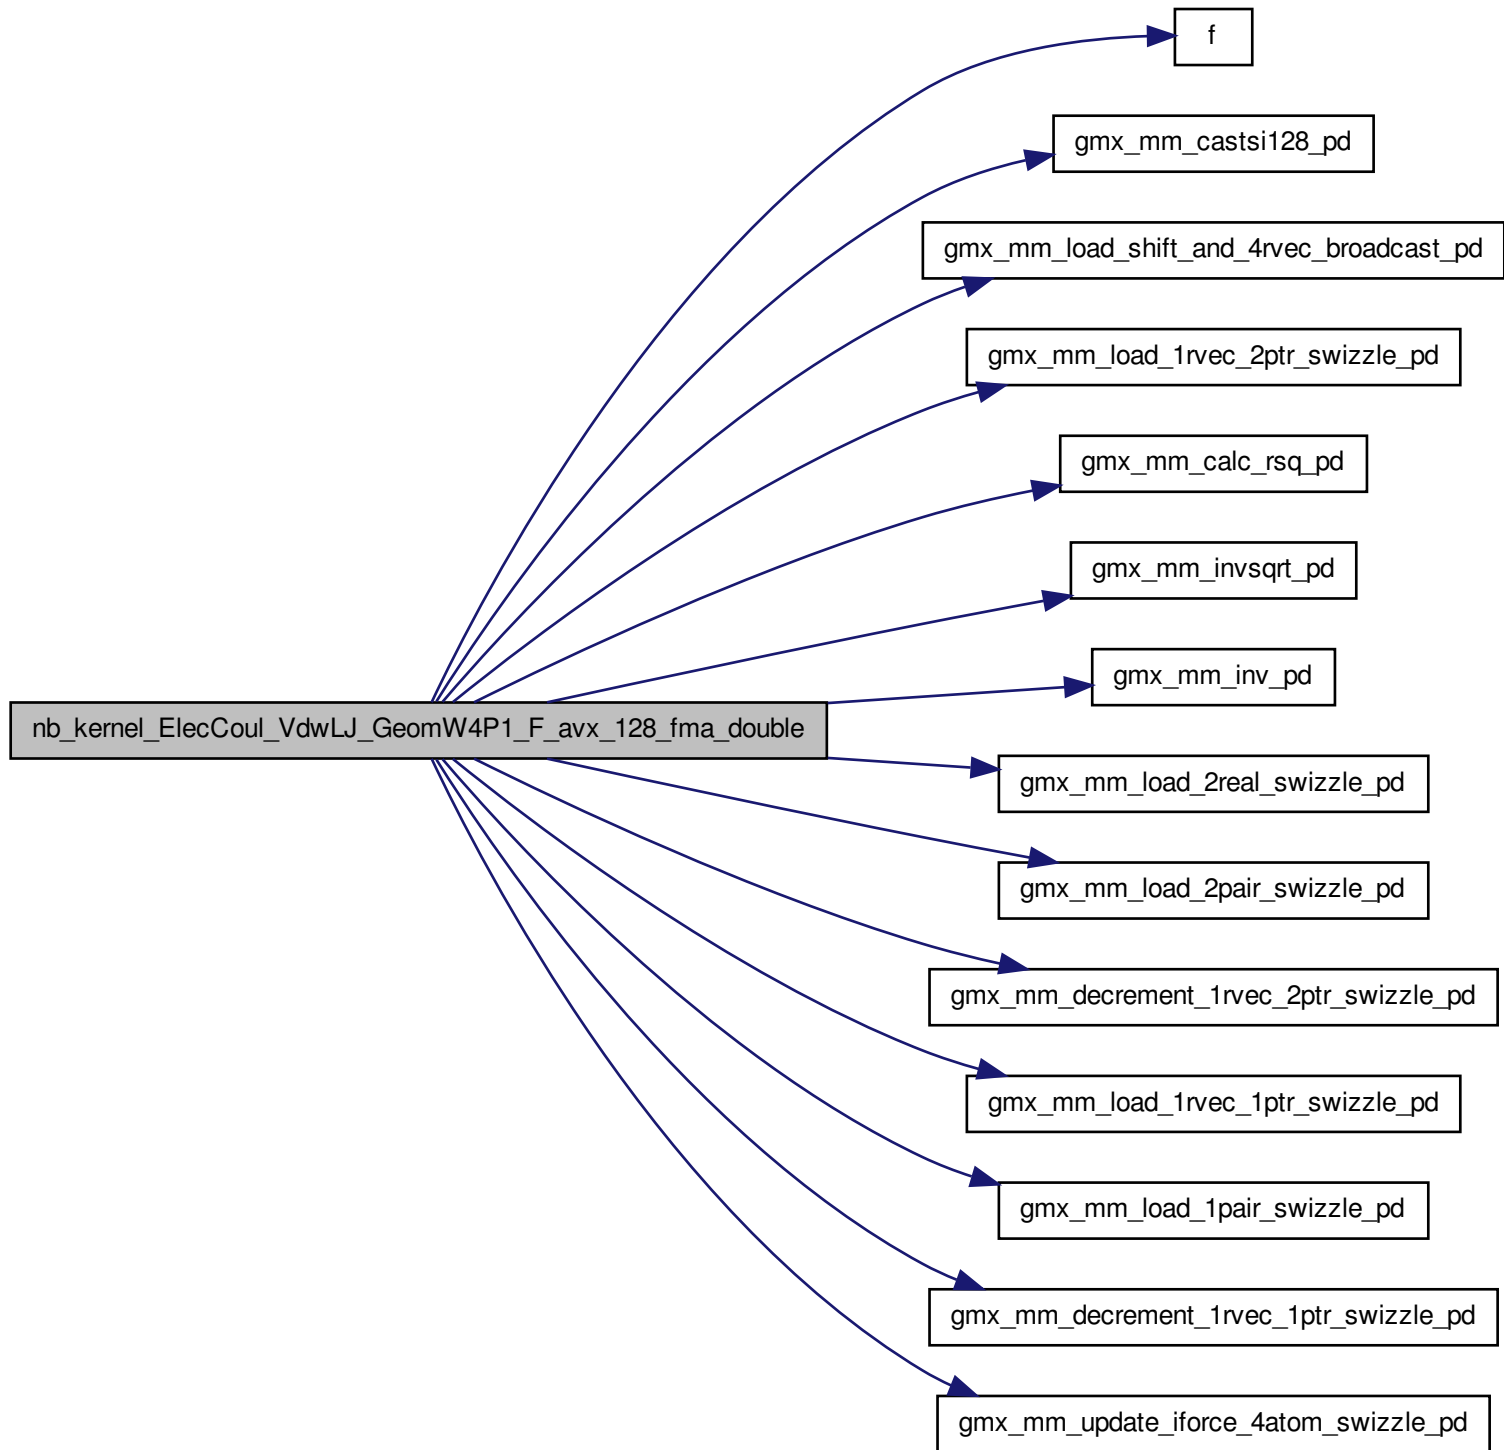 f
gmx_mm_castsi128_pd
gmx_mm_load_shift_and_4rvec_broadcast_pd
gmx_mm_load_1rvec_2ptr_swizzle_pd
gmx_mm_calc_rsq_pd
gmx_mm_invsqrt_pd
gmx_mm_inv_pd
nb_kernel_ElecCoul_VdwLJ_GeomW4P1_F_avx_128_fma_double
gmx_mm_load_2real_swizzle_pd
gmx_mm_load_2pair_swizzle_pd
gmx_mm_decrement_1rvec_2ptr_swizzle_pd
gmx_mm_load_1rvec_1ptr_swizzle_pd
gmx_mm_load_1pair_swizzle_pd
gmx_mm_decrement_1rvec_1ptr_swizzle_pd
gmx_mm_update_iforce_4atom_swizzle_pd